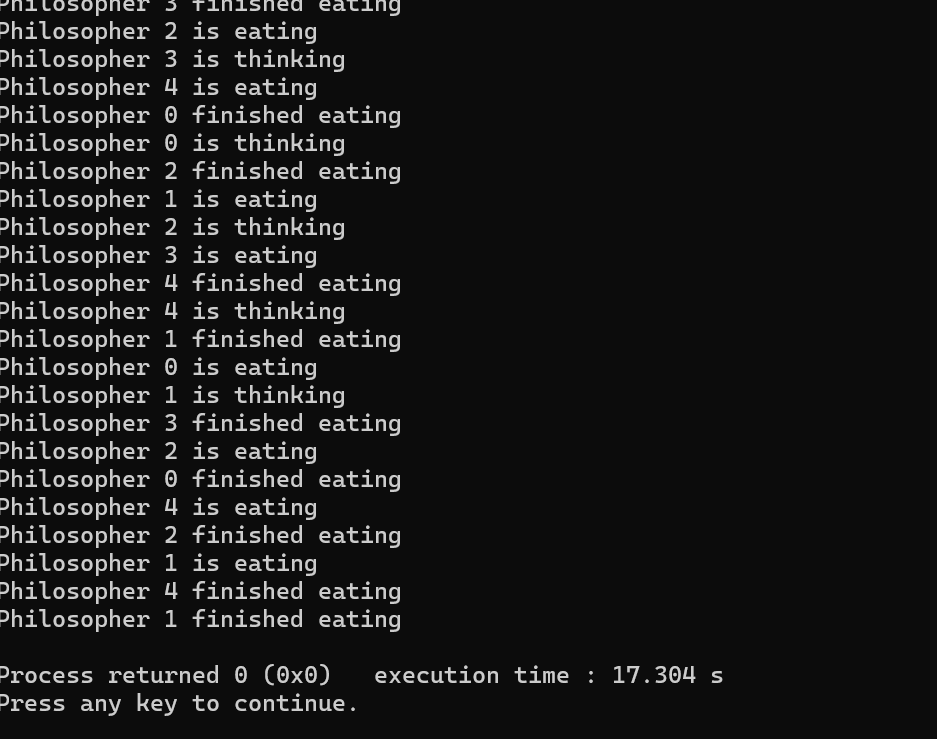 Philosopher 3 finished eating
Philosopher 2 is eating
Philosopher 3 is thinking
Philosopher 4 is eating
Philosopher 0 finished eating
Philosopher 0 is thinking
Philosopher 2 finished eating
Philosopher 1 is eating
Philosopher 2 is thinking
Philosopher 3 is eating
Philosopher 4 finished eating
Philosopher 4 is thinking
Philosopher 1 finished eating
Philosopher 0 is eating
Philosopher 1 is thinking
Philosopher 3 finished eating
Philosopher 2 is eating
Philosopher 0 finished eating
Philosopher 4 is eating
Philosopher 2 finished eating
Philosopher 1 is eating
Philosopher 4 finished eating
Philosopher 1 finished eating
Process returned 0 (0x0)   execution time : 17.304 s
Press any key to continue.